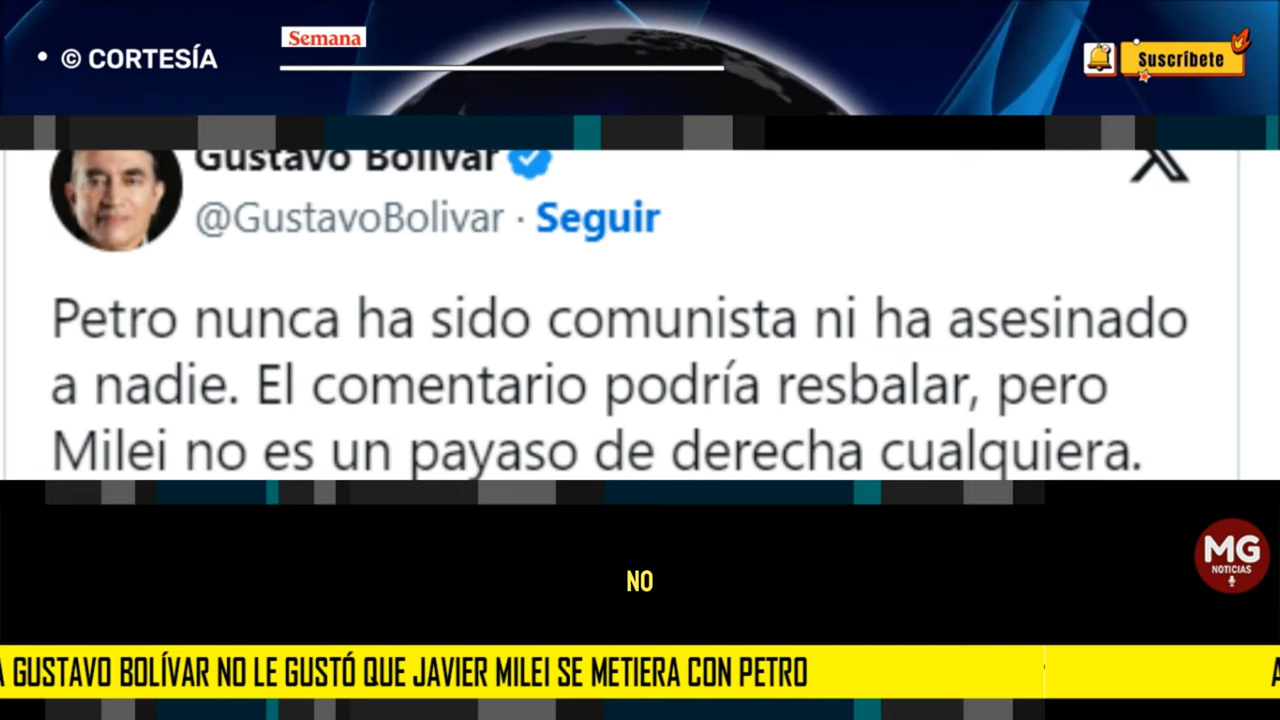 • © CORTESÍA
Semana
Suscríbete
Gustavo Bolívar
@GustavoBolivar · Seguir
Petro nunca ha sido comunista ni ha asesinado
a nadie. El comentario podría resbalar, pero
Milei no es un payaso de derecha cualquiera.
MG
NOTICIAS
NO
A GUSTAVO BOLÍVAR NO LE GUSTÓ QUE JAVIER MILEI SE METIERA CON PETRO
A